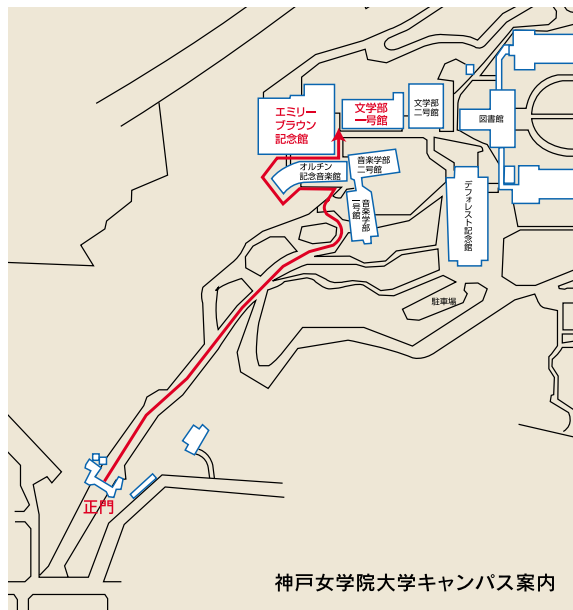 エミリー
ブラウン
記念館
文学部
一号館
文学部
二号館
図書館
オルチン
記念音楽館
音楽学部
二号館
音楽学部
一号館
デフォレスト記念館
駐車場
正門
神戸女学院大学キャンパス案内